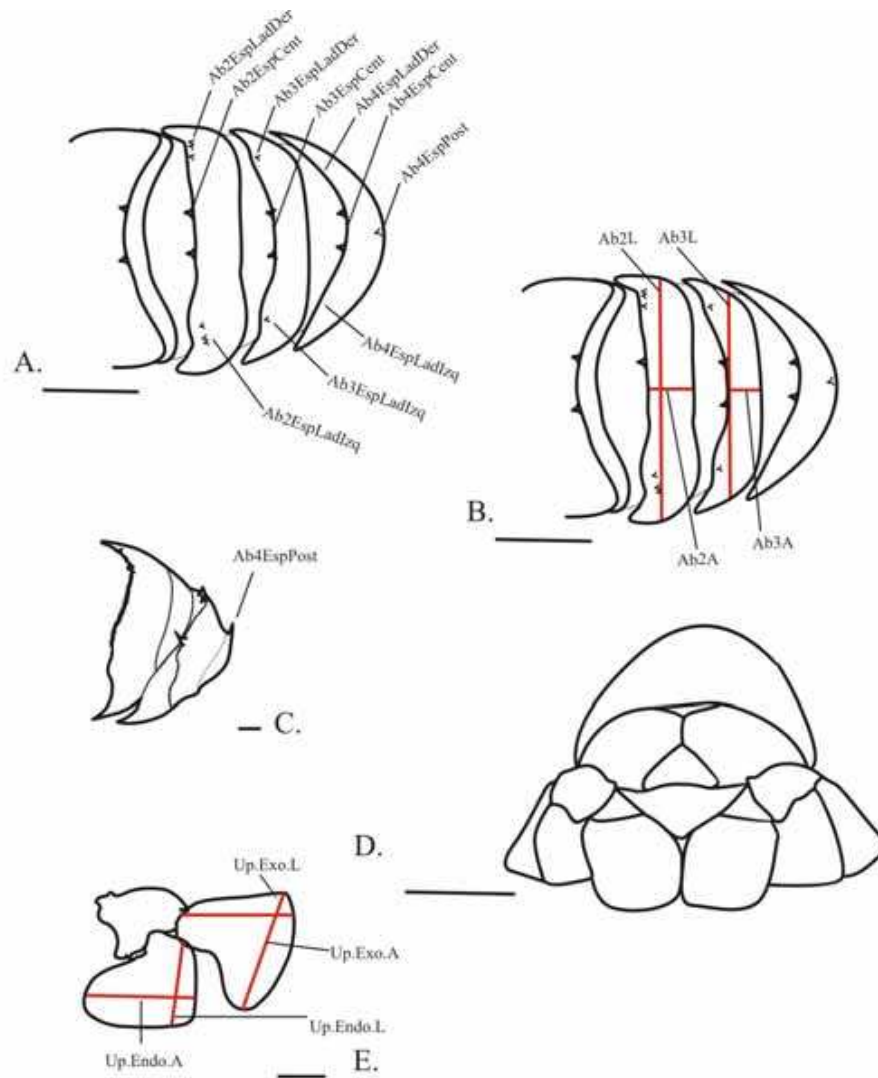 Ab2EspLadDer
Ab2EspCent
Ab3EspLadDer
Ab3EspCent
Ab4EspLadDer
Ab4EspCent
Ab4EspPost
Ab4EspLadIzq
Ab3EspLadIzq
Ab2EspLadIzq
A.
Ab2L
Ab3L
B.
Ab2A
Ab3A
Ab4EspPost
C.
D.
Up.Exo.L
Up.Exo.A
Up.Endo.L
Up.Endo.A
E.